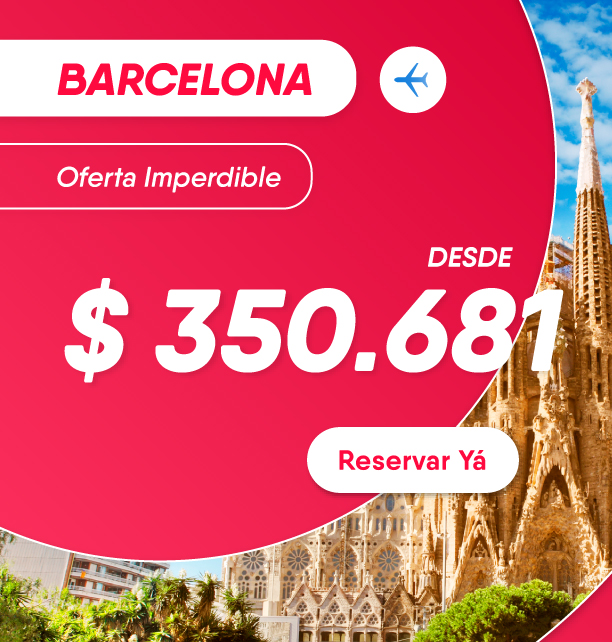 BARCELONA
Oferta Imperdible
DESDE
$ 350.681
Reservar Yá